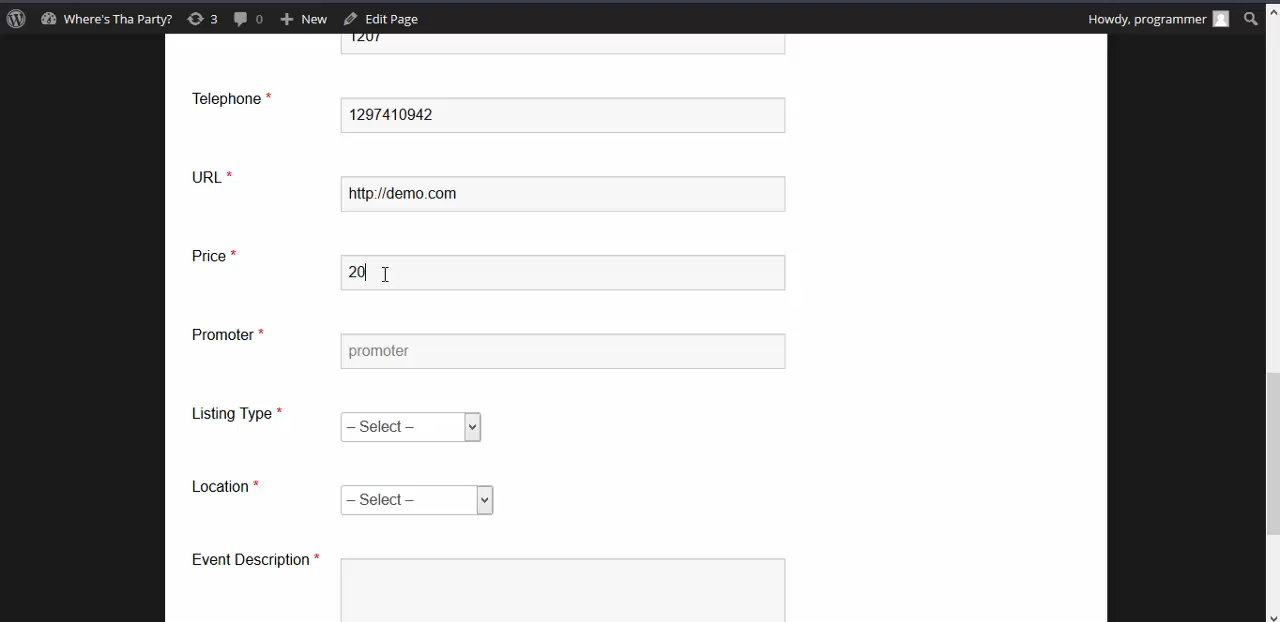 Where's Tha Party? 3 0 New Edit Page Howdy, programmer
1207
Telephone *
1297410942
URL *
http://demo.com
Price *
20
Promoter *
promoter
Listing Type *
– Select –
Location *
– Select –
Event Description *